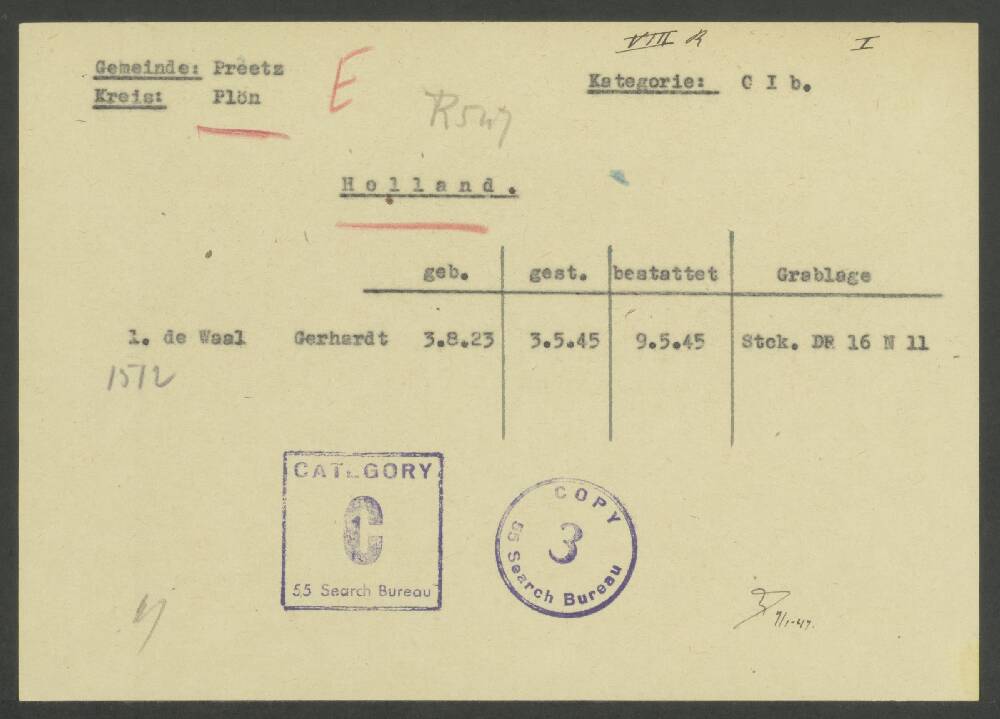 VIII R I
Gemeinde: Preetz
Kreis: Plön
E
Kategorie: C I b.
Holland.
geb. gest. bestattet Grablage
1. de Waal Gerhardt 3.8.23 3.5.45 9.5.45 Stck. DR 16 N 11
1512
CATEGORY
C
55 Search Bureau
COPY
3
55 Search Bureau